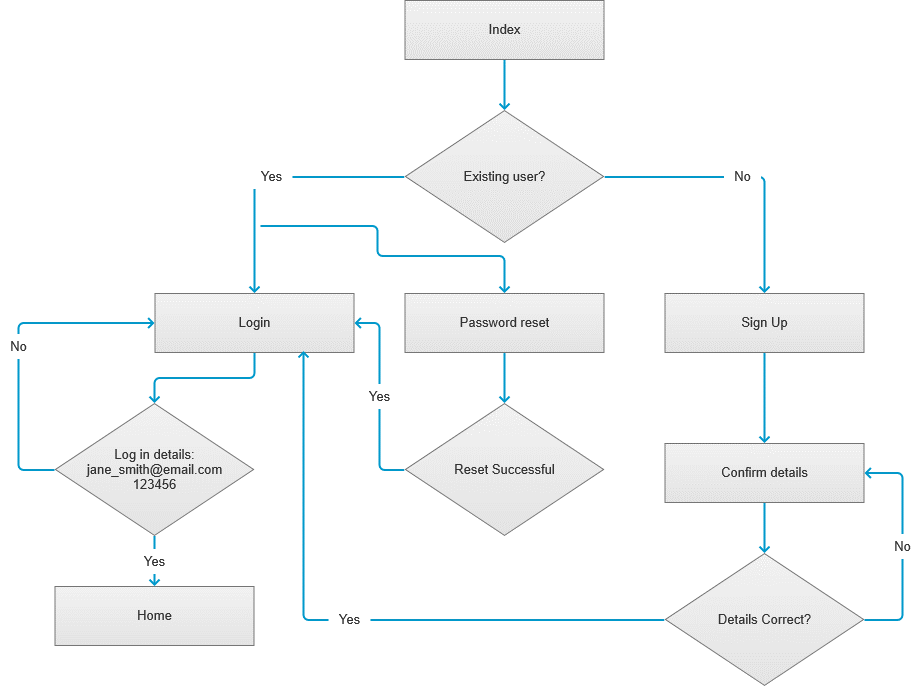 Index
Existing user?
Yes
No
Login
Password reset
Sign Up
No
Yes
Log in details:
jane_smith@email.com
123456
Reset Successful
Confirm details
No
Yes
Home
Yes
Details Correct?